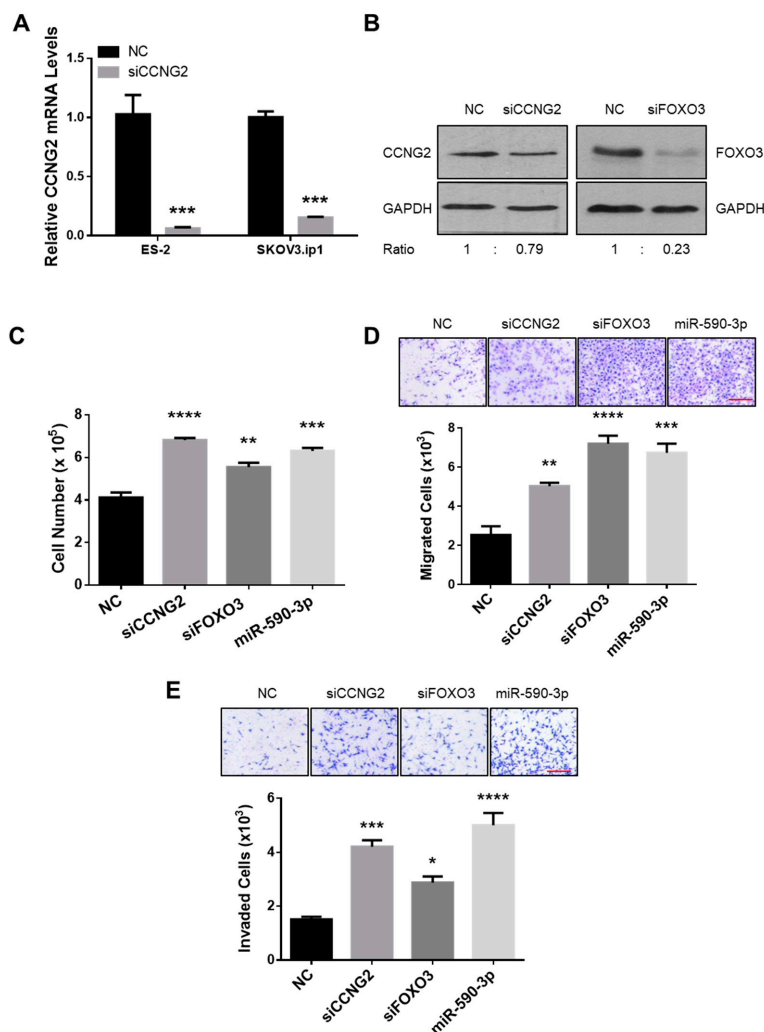 A
NC
siCCNG2
Relative CCNG2 mRNA Levels
1.5
1.0
0.5
0.0
***
***
ES-2
SKOV3.ip1
B
NC siCCNG2 NC siFOXO3
CCNG2 FOXO3
GAPDH GAPDH
Ratio 1 : 0.79 1 : 0.23
C
Cell Number (x 10⁵)
8
6
4
2
0
****
**
***
NC
siCCNG2
siFOXO3
miR-590-3p
D
NC siCCNG2 siFOXO3 miR-590-3p
Migrated Cells (x10³)
8
6
4
2
0
**
****
***
NC
siCCNG2
siFOXO3
miR-590-3p
E
NC siCCNG2 siFOXO3 miR-590-3p
Invaded Cells (x10³)
6
4
2
0
***
*
****
NC
siCCNG2
siFOXO3
miR-590-3p